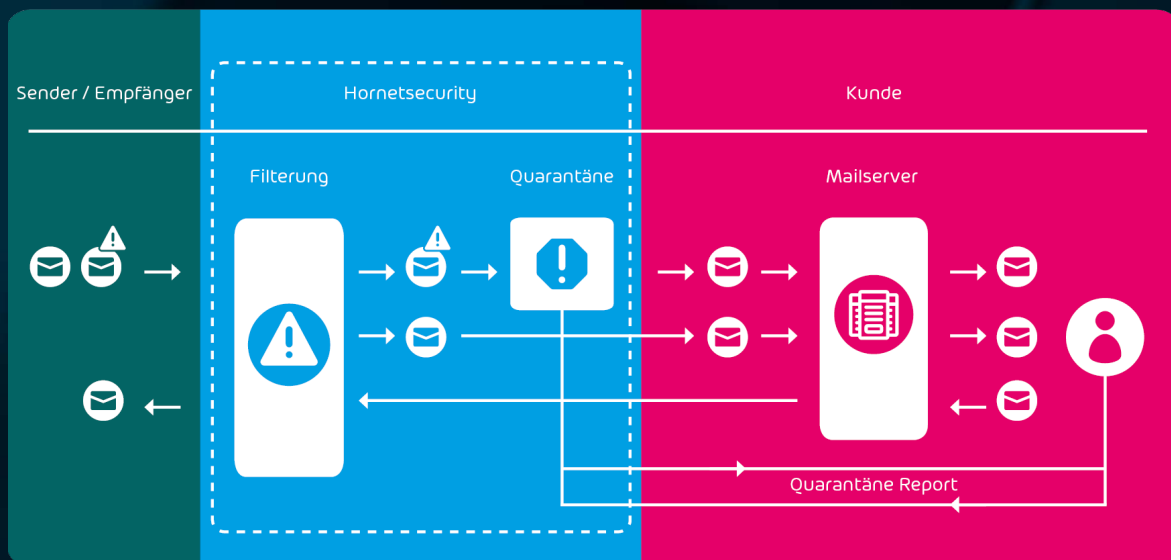 Sender / Empfänger
Hornetsecurity
Kunde
Filterung
Quarantäne
Mailserver
Quarantäne Report